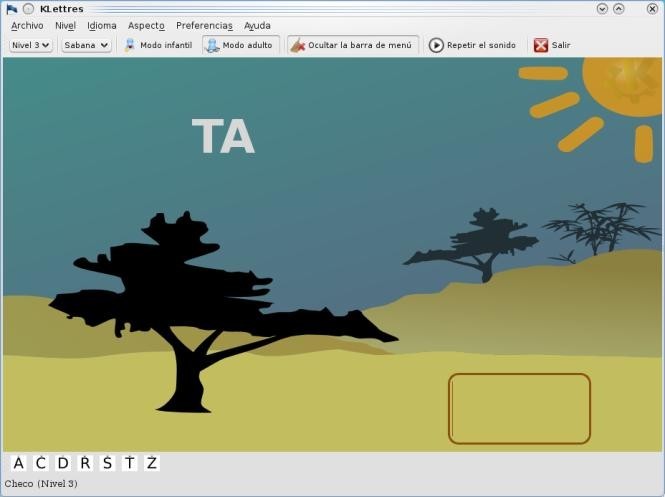 KLettres
Archivo Nivel Idioma Aspecto Preferencias Ayuda
Nivel 3 Sabana Modo infantil Modo adulto Ocultar la barra de menú Repetir el sonido Salir
TA
Á Č Ď Ř Š Ť Ž
Checo (Nivel 3)